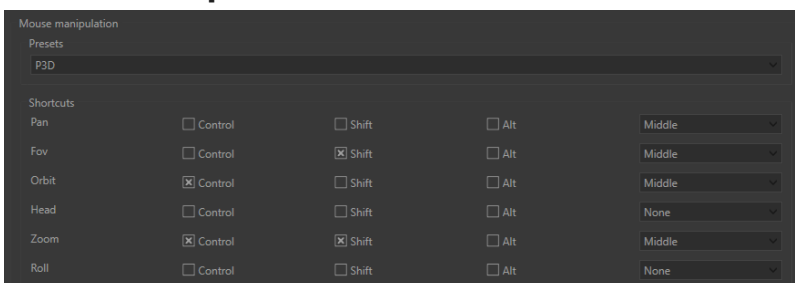 Mouse manipulation
Presets
P3D
Shortcuts
Pan Control Shift Alt Middle
Fov Control Shift Alt Middle
Orbit Control Shift Alt Middle
Head Control Shift Alt None
Zoom Control Shift Alt Middle
Roll Control Shift Alt None